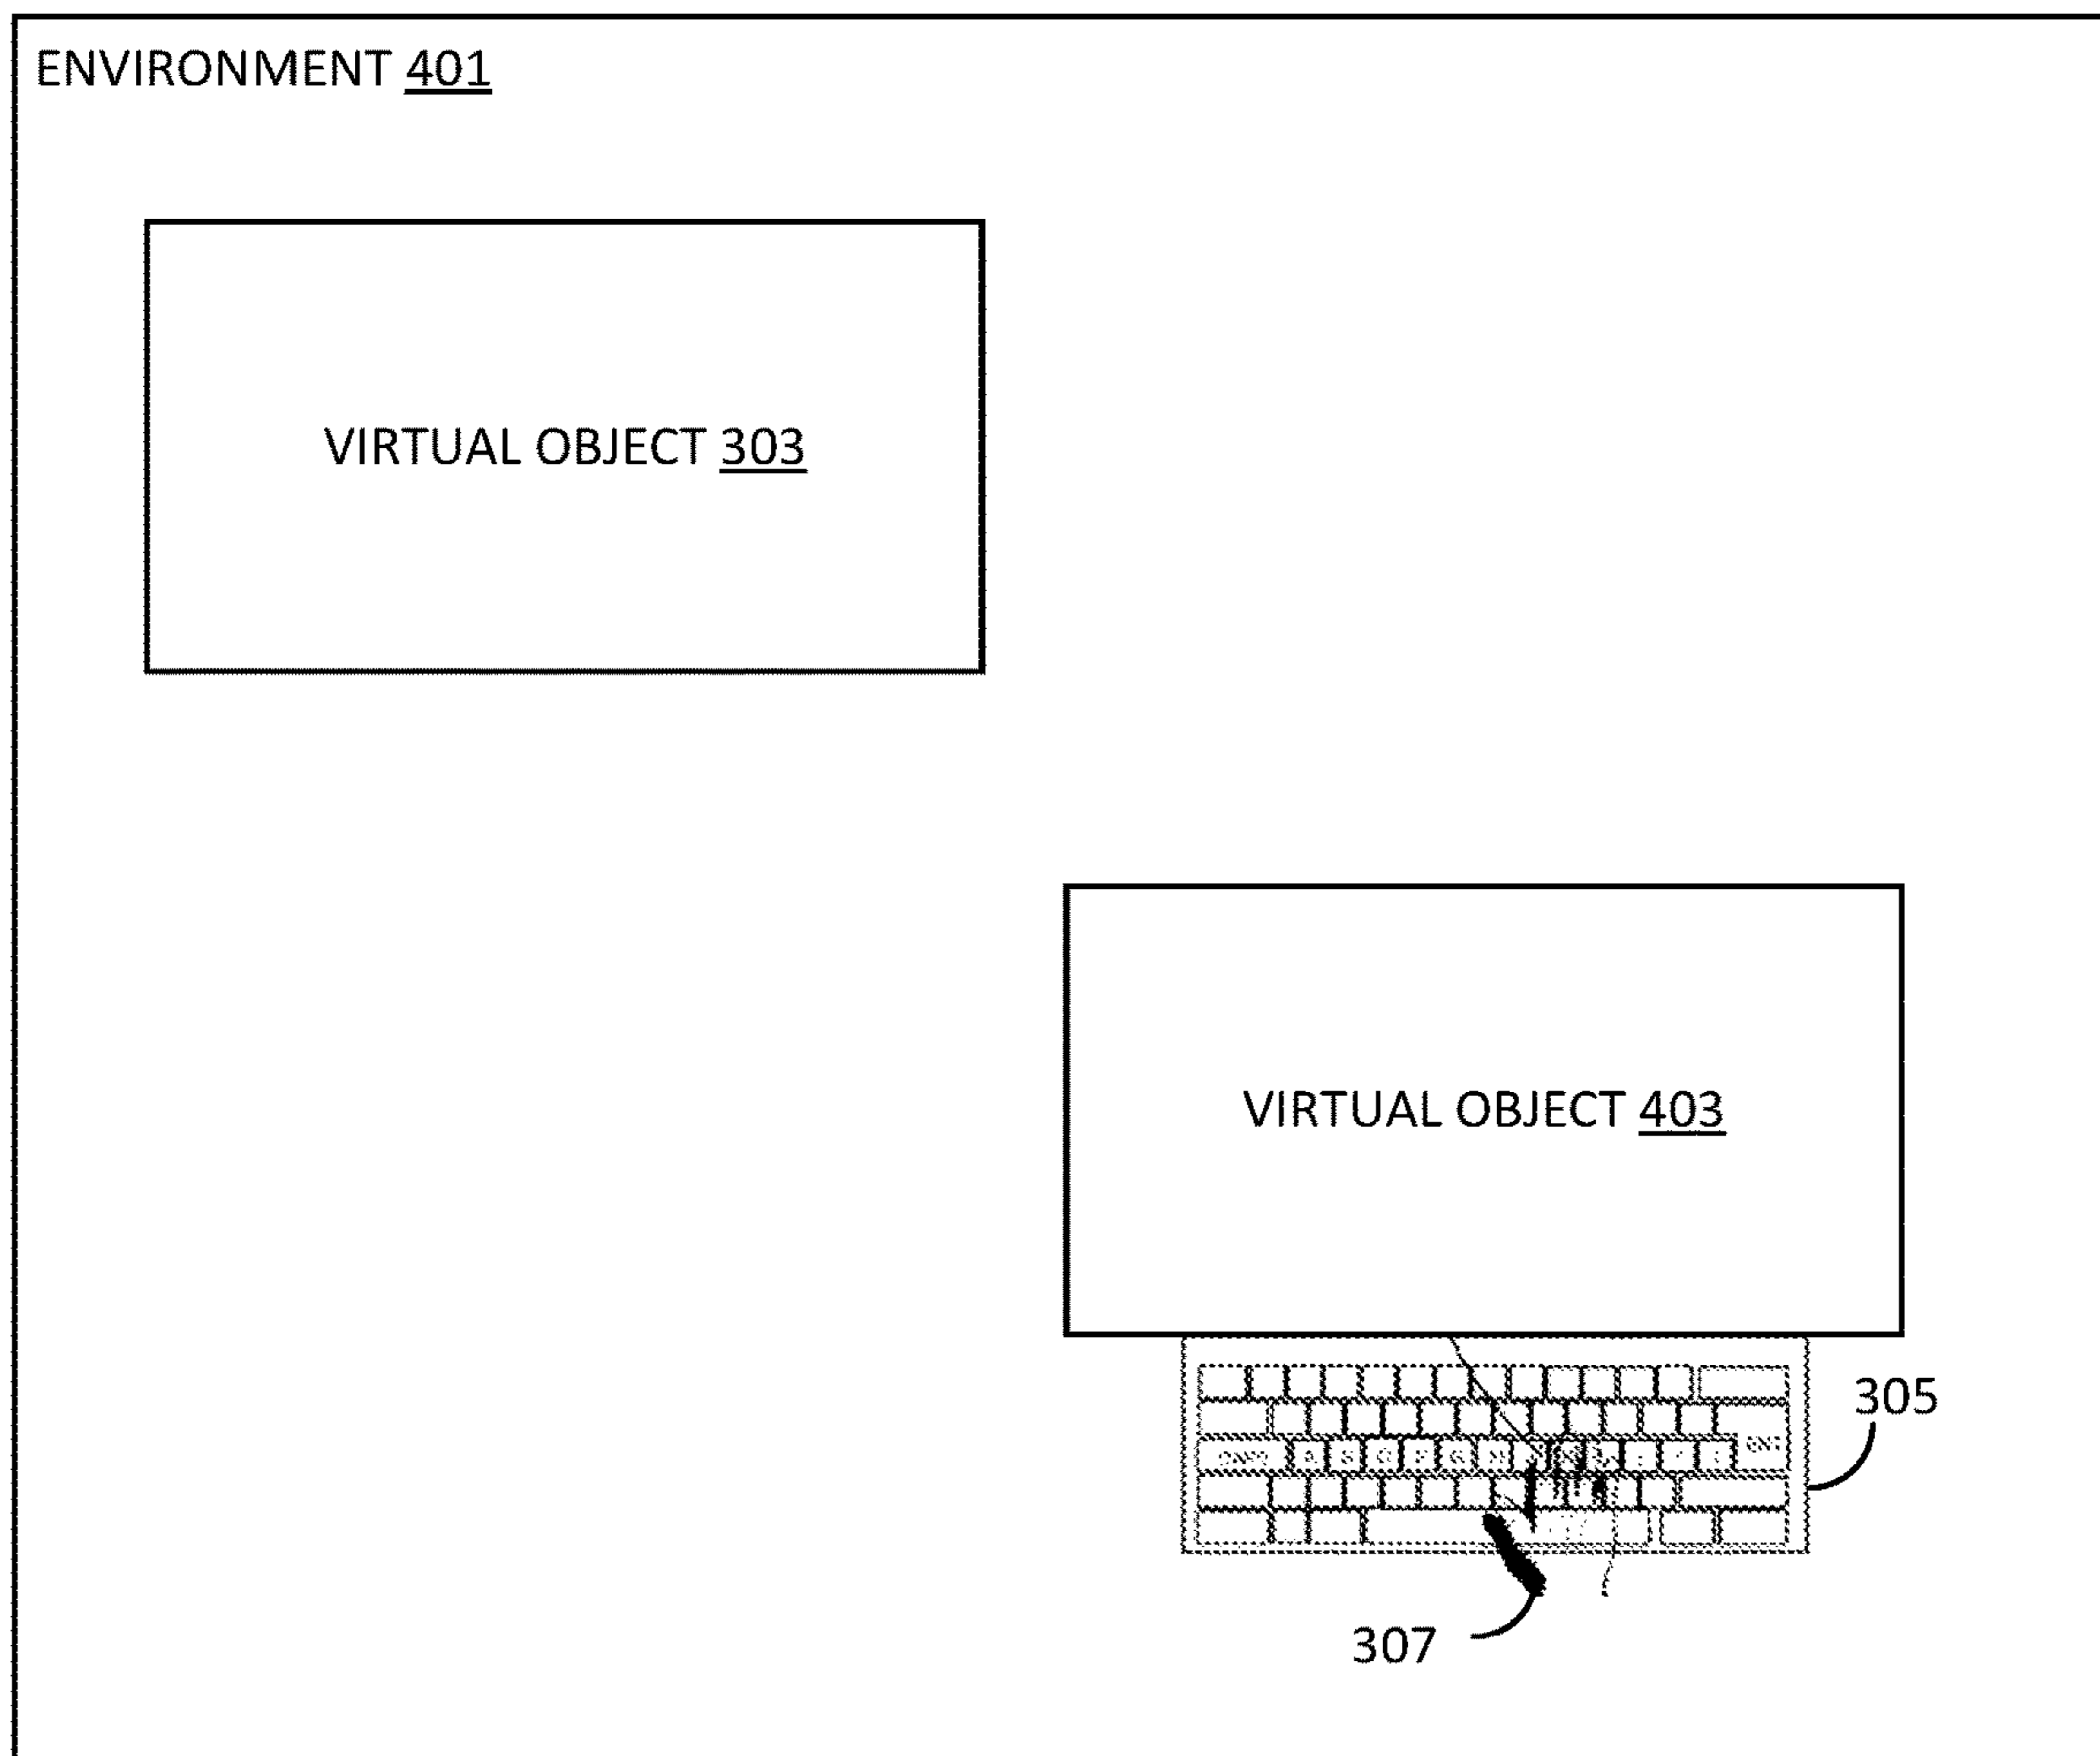 ENVIRONMENT 401
VIRTUAL OBJECT 303
VIRTUAL OBJECT 403
305
307